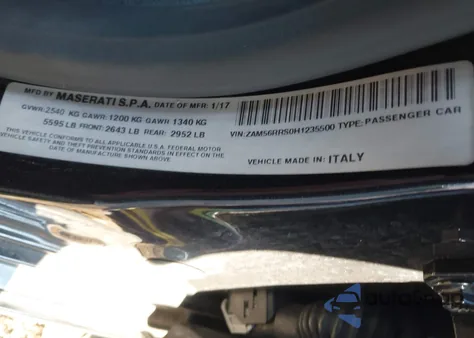 MFD BY MASERATI S.P.A. DATE OF MFR: 1/17
GVWR-2540 KG GAWR: 1200 KG GAWR 1340 KG
5595 LB FRONT: 2643 LB REAR: 2952 LB
THIS VEHICLE CONFORMS TO ALL APPLICABLE U.S.A. FEDERAL MOTOR
VEHICLE SAFETY AND THEFT PREVENTION STANDARDS IN EFFECT ON THE
DATE OF MANUFACTURE SHOWN ABOVE.
VIN: ZAM56RRS0H1235500 TYPE: PASSENGER CAR
VEHICLE MADE IN: ITALY